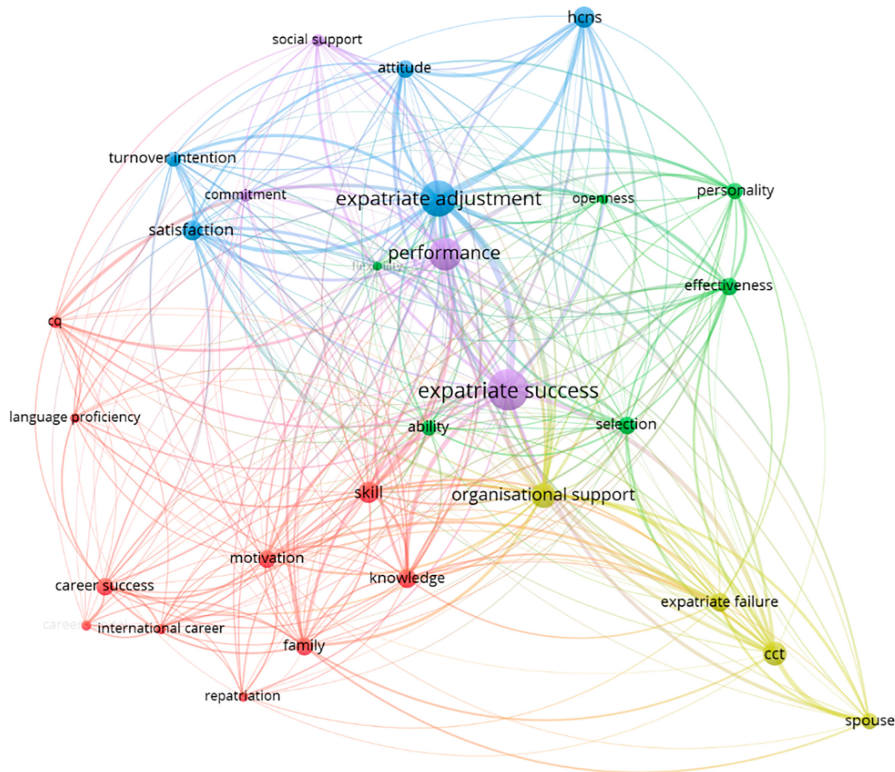 hcns
social support
attitude
turnover intention
commitment
expatriate adjustment
openness
personality
satisfaction
performance
effectiveness
cq
expatriate success
language proficiency
ability
selection
skill
organisational support
motivation
knowledge
career success
expatriate failure
career
international career
family
cct
repatriation
spouse